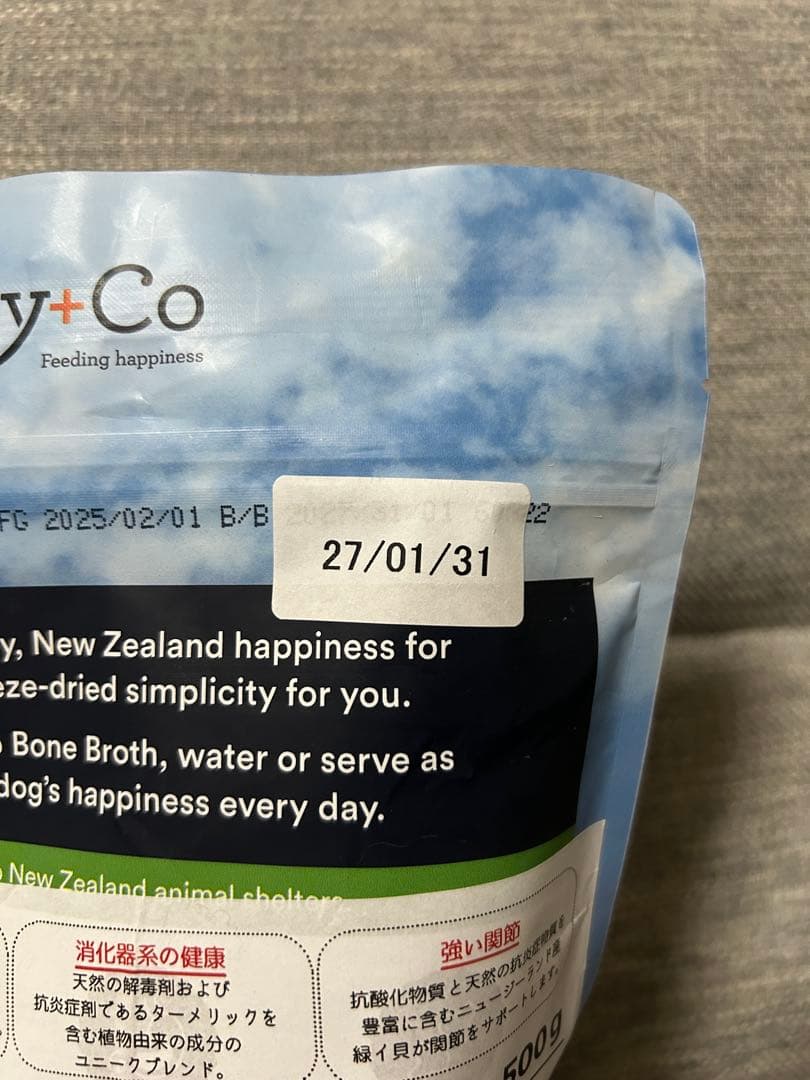 y+Co
Feeding happiness
FG 2025/02/01 B/B
22
27/01/31
y, New Zealand happiness for
eze-dried simplicity for you.
Bone Broth, water or serve as
dog's happiness every day.
New Zealand animal shelters
消化器系の健康
天然の解毒剤および
抗炎症剤であるターメリックを
含む植物由来の成分の
ユニークブレンド。
強い関節
抗酸化物質と天然の抗炎症物質を
豊富に含むニュージーランド産
緑イ貝が関節をサポートします。
500g